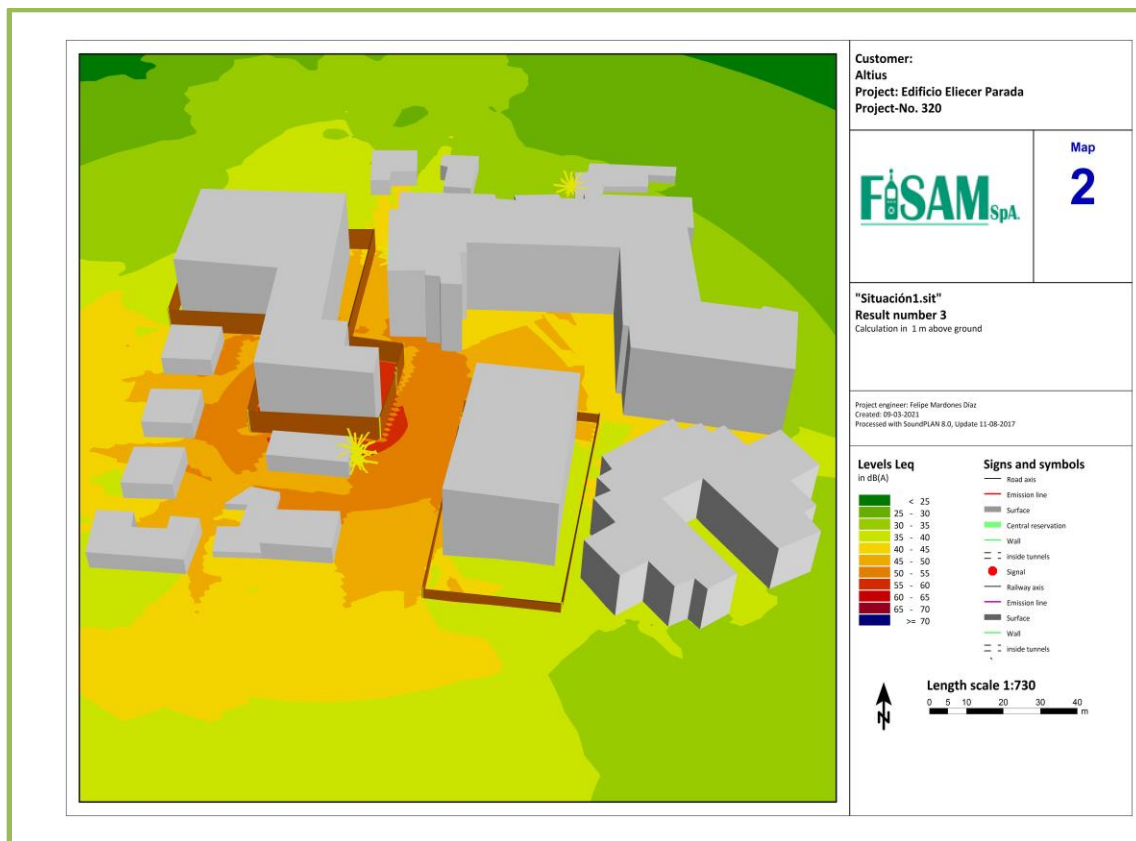 Customer:
Altius
Project: Edificio Eliecer Parada
Project-No. 320
FiSAM SpA.
Map
2
"Situación1.sit"
Result number 3
Calculation in 1 m above ground
Project engineer: Felipe Mardones Díaz
Created: 09-03-2021
Processed with SoundPLAN 8.0, Update 11-08-2017
Levels Leq
in dB(A)
< 25
25 - 30
30 - 35
35 - 40
40 - 45
45 - 50
50 - 55
55 - 60
60 - 65
65 - 70
>= 70
Signs and symbols
Road axis
Emission line
Surface
Central reservation
Wall
inside tunnels
Signal
Railway axis
Emission line
Surface
Wall
inside tunnels
N
Length scale 1:730
0 5 10 20 30 40
m